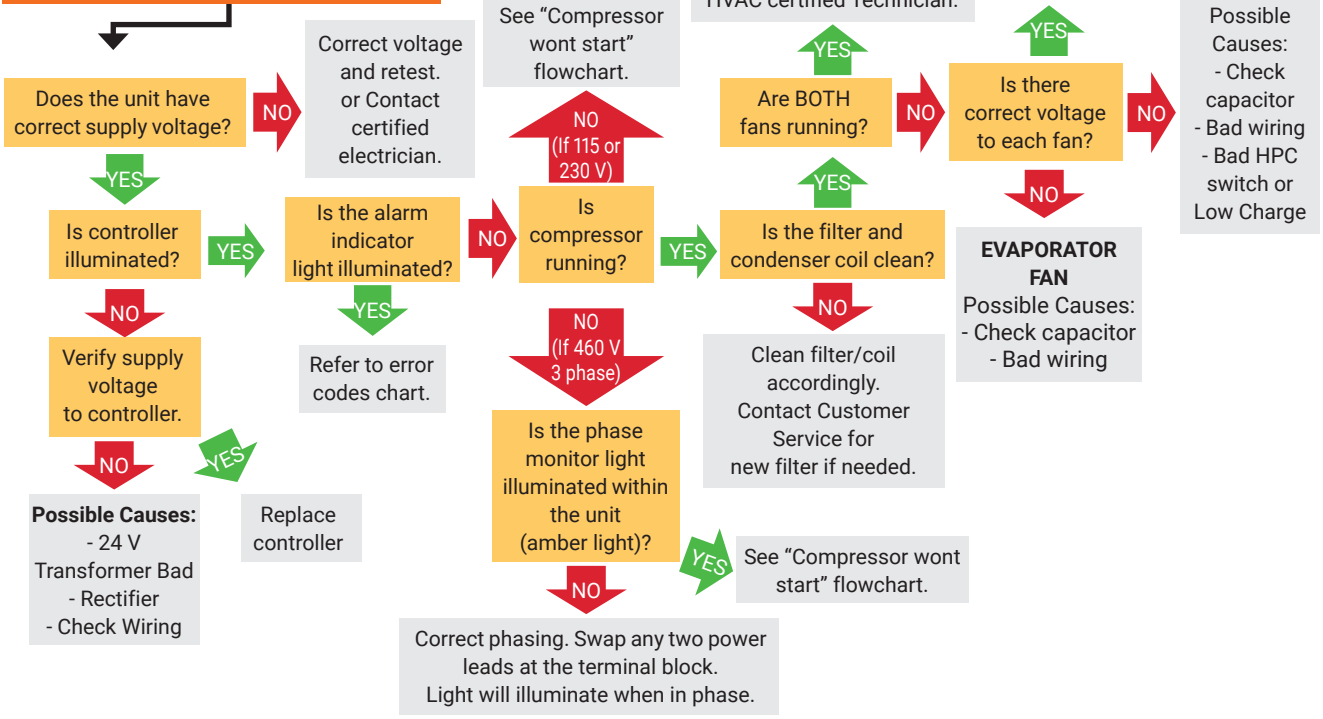 HVAC certified Technician.
See “Compressor
wont start”
flowchart.
Possible
Causes:
- Check
capacitor
- Bad wiring
- Bad HPC
switch or
Low Charge
Correct voltage
and retest.
or Contact
certified
electrician.
YES
YES
Does the unit have
correct supply voltage?
NO
NO
(If 115 or
230 V)
Are BOTH
fans running?
NO
Is there
correct voltage
to each fan?
NO
YES
YES
NO
Is controller
illuminated?
YES
Is the alarm
indicator
light illuminated?
NO
Is
compressor
running?
YES
Is the filter and
condenser coil clean?
EVAPORATOR
FAN
Possible Causes:
- Check capacitor
- Bad wiring
NO
YES
NO
(If 460 V
3 phase)
NO
Verify supply
voltage
to controller.
Refer to error
codes chart.
Clean filter/coil
accordingly.
Contact Customer
Service for
new filter if needed.
NO
YES
Is the phase
monitor light
illuminated within
the unit
(amber light)?
Possible Causes:
- 24 V
Transformer Bad
- Rectifier
- Check Wiring
Replace
controller
YES
See “Compressor wont
start” flowchart.
NO
Correct phasing. Swap any two power
leads at the terminal block.
Light will illuminate when in phase.